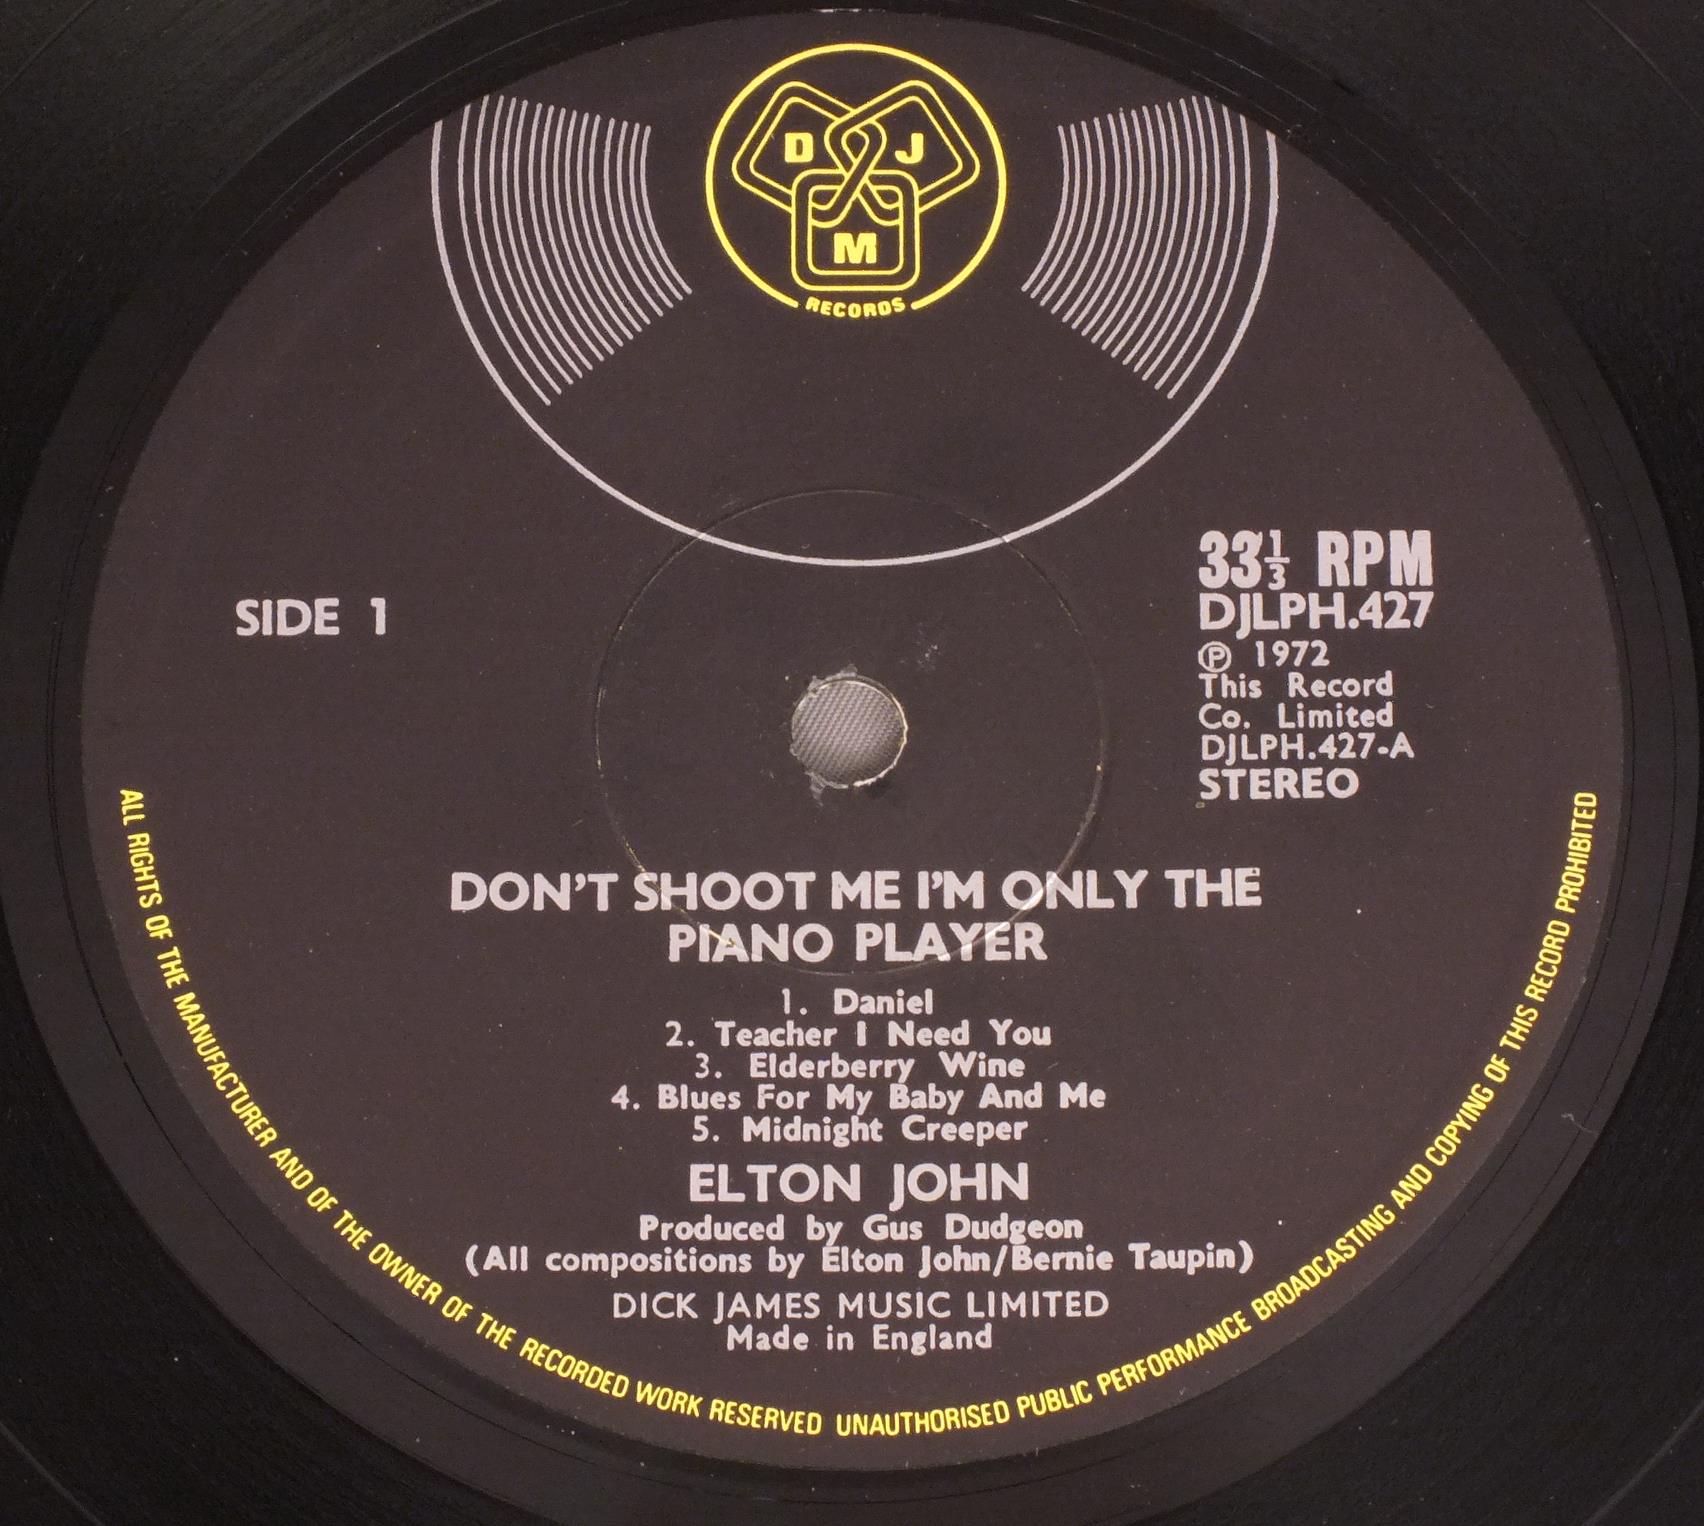 D J
M
RECORDS
SIDE 1
33⅓ RPM
DJLPH.427
℗ 1972
This Record
Co. Limited
DJLPH.427-A
STEREO
DON'T SHOOT ME I'M ONLY THE
PIANO PLAYER
1. Daniel
2. Teacher I Need You
3. Elderberry Wine
4. Blues For My Baby And Me
5. Midnight Creeper
ELTON JOHN
Produced by Gus Dudgeon
(All compositions by Elton John/Bernie Taupin)
DICK JAMES MUSIC LIMITED
Made in England
ALL RIGHTS OF THE MANUFACTURER AND OF THE OWNER OF THE RECORDED WORK RESERVED UNAUTHORISED PUBLIC PERFORMANCE BROADCASTING AND COPYING OF THIS RECORD PROHIBITED